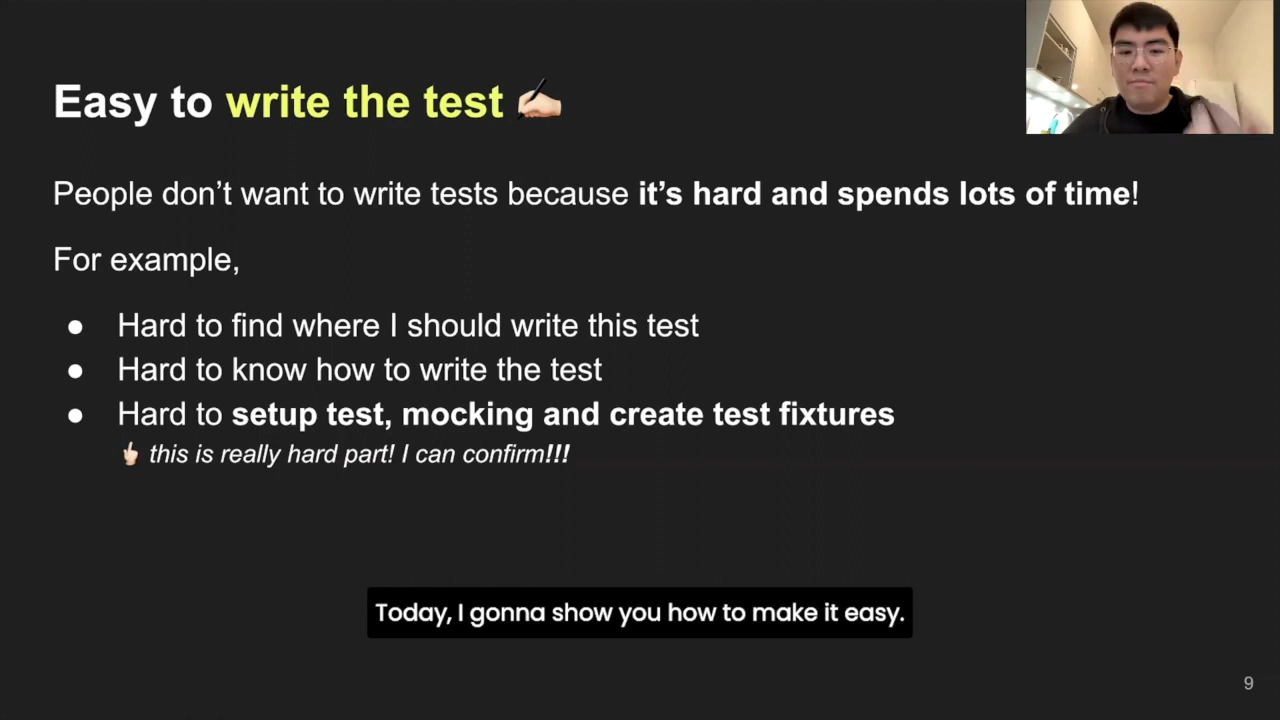 Easy to write the test ✍🏻
People don’t want to write tests because it’s hard and spends lots of time!
For example,
● Hard to find where I should write this test
● Hard to know how to write the test
● Hard to setup test, mocking and create test fixtures
👆🏻 this is really hard part! I can confirm!!!
Today, I gonna show you how to make it easy.
9